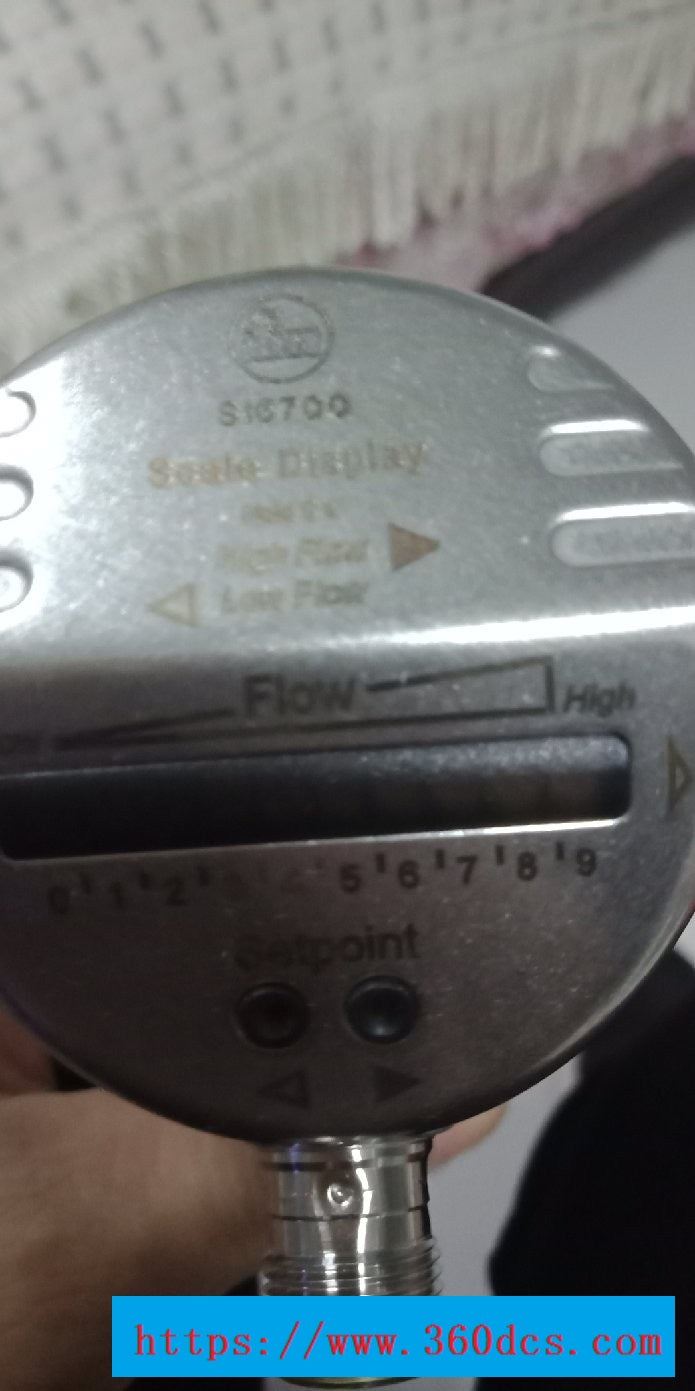 SI6700
Scale Display
High Flow
Low Flow
Flow
High
0 1 2 3 4 5 6 7 8 9
Setpoint
https://www.360dcs.com